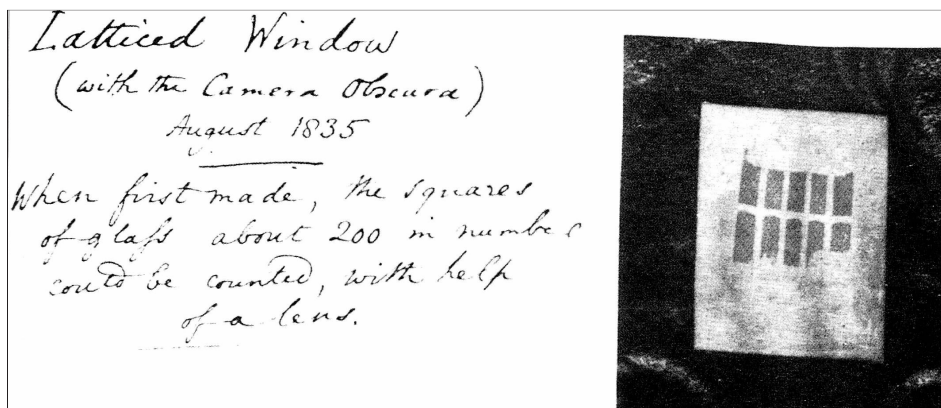 Latticed Window
(with the Camera Obscura)
August 1835
When first made, the squares
of glass about 200 in number
could be counted, with help
of a lens.